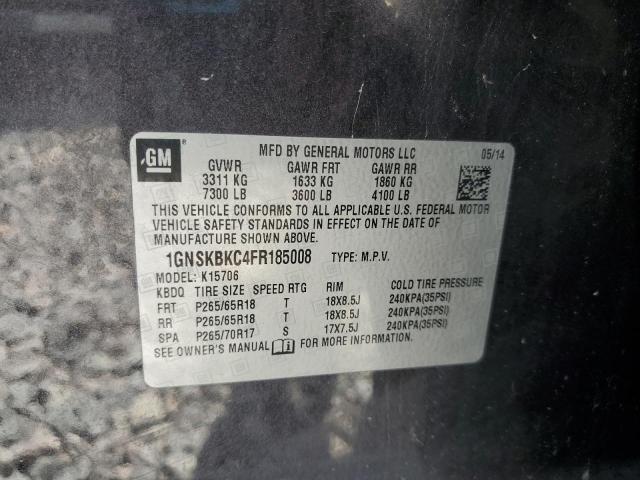 GM
MFD BY GENERAL MOTORS LLC 05/14
GVWR GAWR FRT GAWR RR
3311 KG 1633 KG 1860 KG
7300 LB 3600 LB 4100 LB
THIS VEHICLE CONFORMS TO ALL APPLICABLE U.S. FEDERAL MOTOR
VEHICLE SAFETY STANDARDS IN EFFECT ON THE DATE OF
MANUFACTURE SHOWN ABOVE.
1GNSKBKC4FR185008 TYPE: M.P.V.
MODEL: K15706
KBDQ TIRE SIZE SPEED RTG RIM COLD TIRE PRESSURE
FRT P265/65R18 T 18X8.5J 240KPA(35PSI)
RR P265/65R18 T 18X8.5J 240KPA(35PSI)
SPA P265/70R17 S 17X7.5J 240KPA(35PSI)
SEE OWNER'S MANUAL FOR MORE INFORMATION.